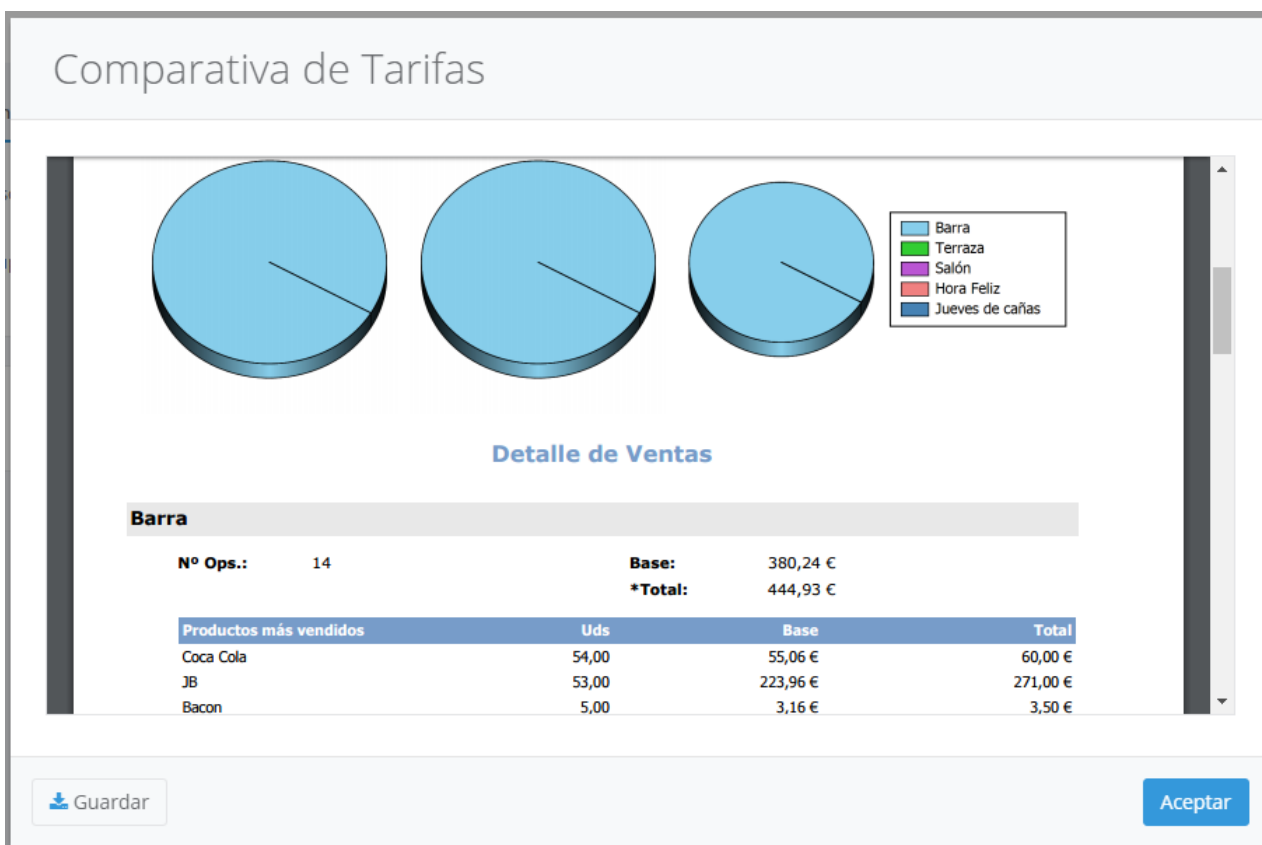 Comparativa de Tarifas
Barra
Terraza
Salón
Hora Feliz
Jueves de cañas
Detalle de Ventas
Barra
Nº Ops.: 14 Base: 380,24 €
*Total: 444,93 €
Productos más vendidos Uds Base Total
Coca Cola 54,00 55,06 € 60,00 €
JB 53,00 223,96 € 271,00 €
Bacon 5,00 3,16 € 3,50 €
Guardar Aceptar